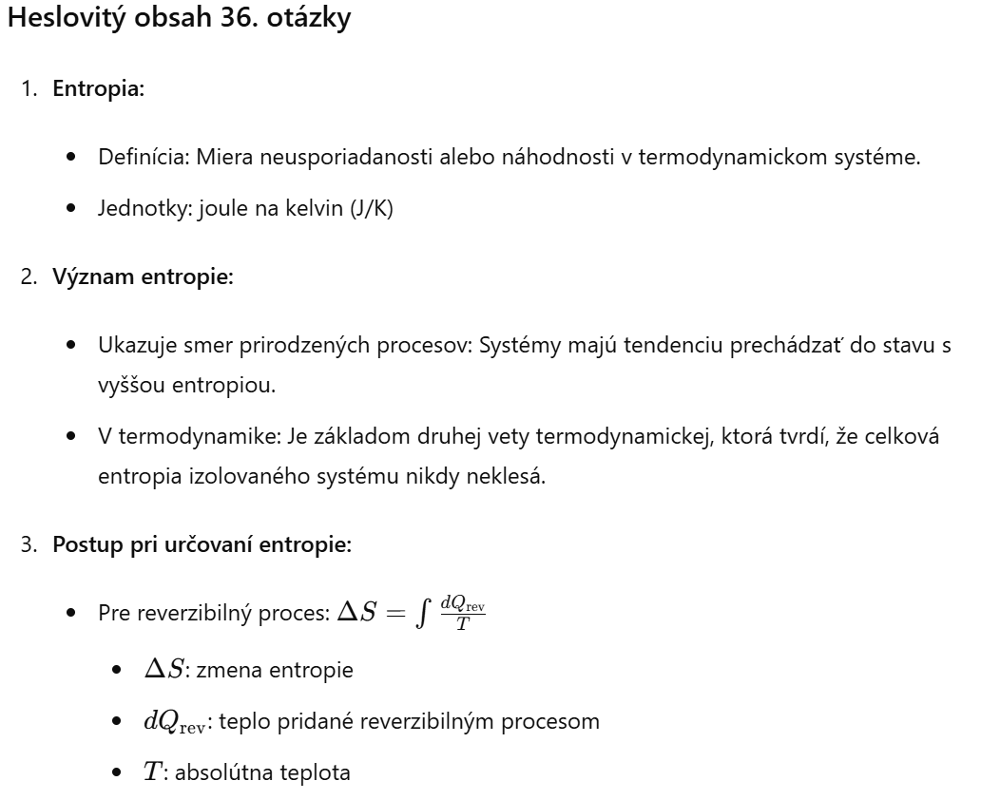 Heslovitý obsah 36. otázky
1. Entropia:
• Definícia: Miera neusporiadanosti alebo náhodnosti v termodynamickom systéme.
• Jednotky: joule na kelvin (J/K)
2. Význam entropie:
• Ukazuje smer prirodzených procesov: Systémy majú tendenciu prechádzať do stavu s
vyššou entropiou.
• V termodynamike: Je základom druhej vety termodynamickej, ktorá tvrdí, že celková
entropia izolovaného systému nikdy neklesá.
3. Postup pri určovaní entropie:
• Pre reverzibilný proces: $\Delta S = \int \frac{dQ_{\text{rev}}}{T}$
• $\Delta S$: zmena entropie
• $dQ_{\text{rev}}$: teplo pridané reverzibilným procesom
• $T$: absolútna teplota